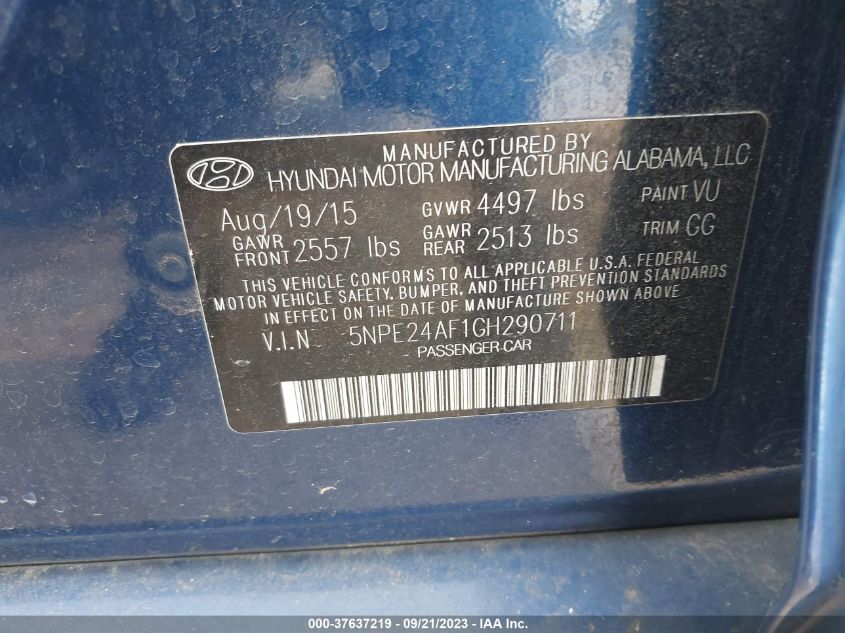 MANUFACTURED BY
HYUNDAI MOTOR MANUFACTURING ALABAMA, LLC
Aug/19/15 GVWR 4497 lbs PAINT VU
GAWR FRONT 2557 lbs GAWR REAR 2513 lbs TRIM GG
THIS VEHICLE CONFORMS TO ALL APPLICABLE U.S.A. FEDERAL
MOTOR VEHICLE SAFETY, BUMPER, AND THEFT PREVENTION STANDARDS
IN EFFECT ON THE DATE OF MANUFACTURE SHOWN ABOVE
V.I.N 5NPE24AF1GH290711
PASSENGER CAR
000-37637219 - 09/21/2023 - IAA Inc.